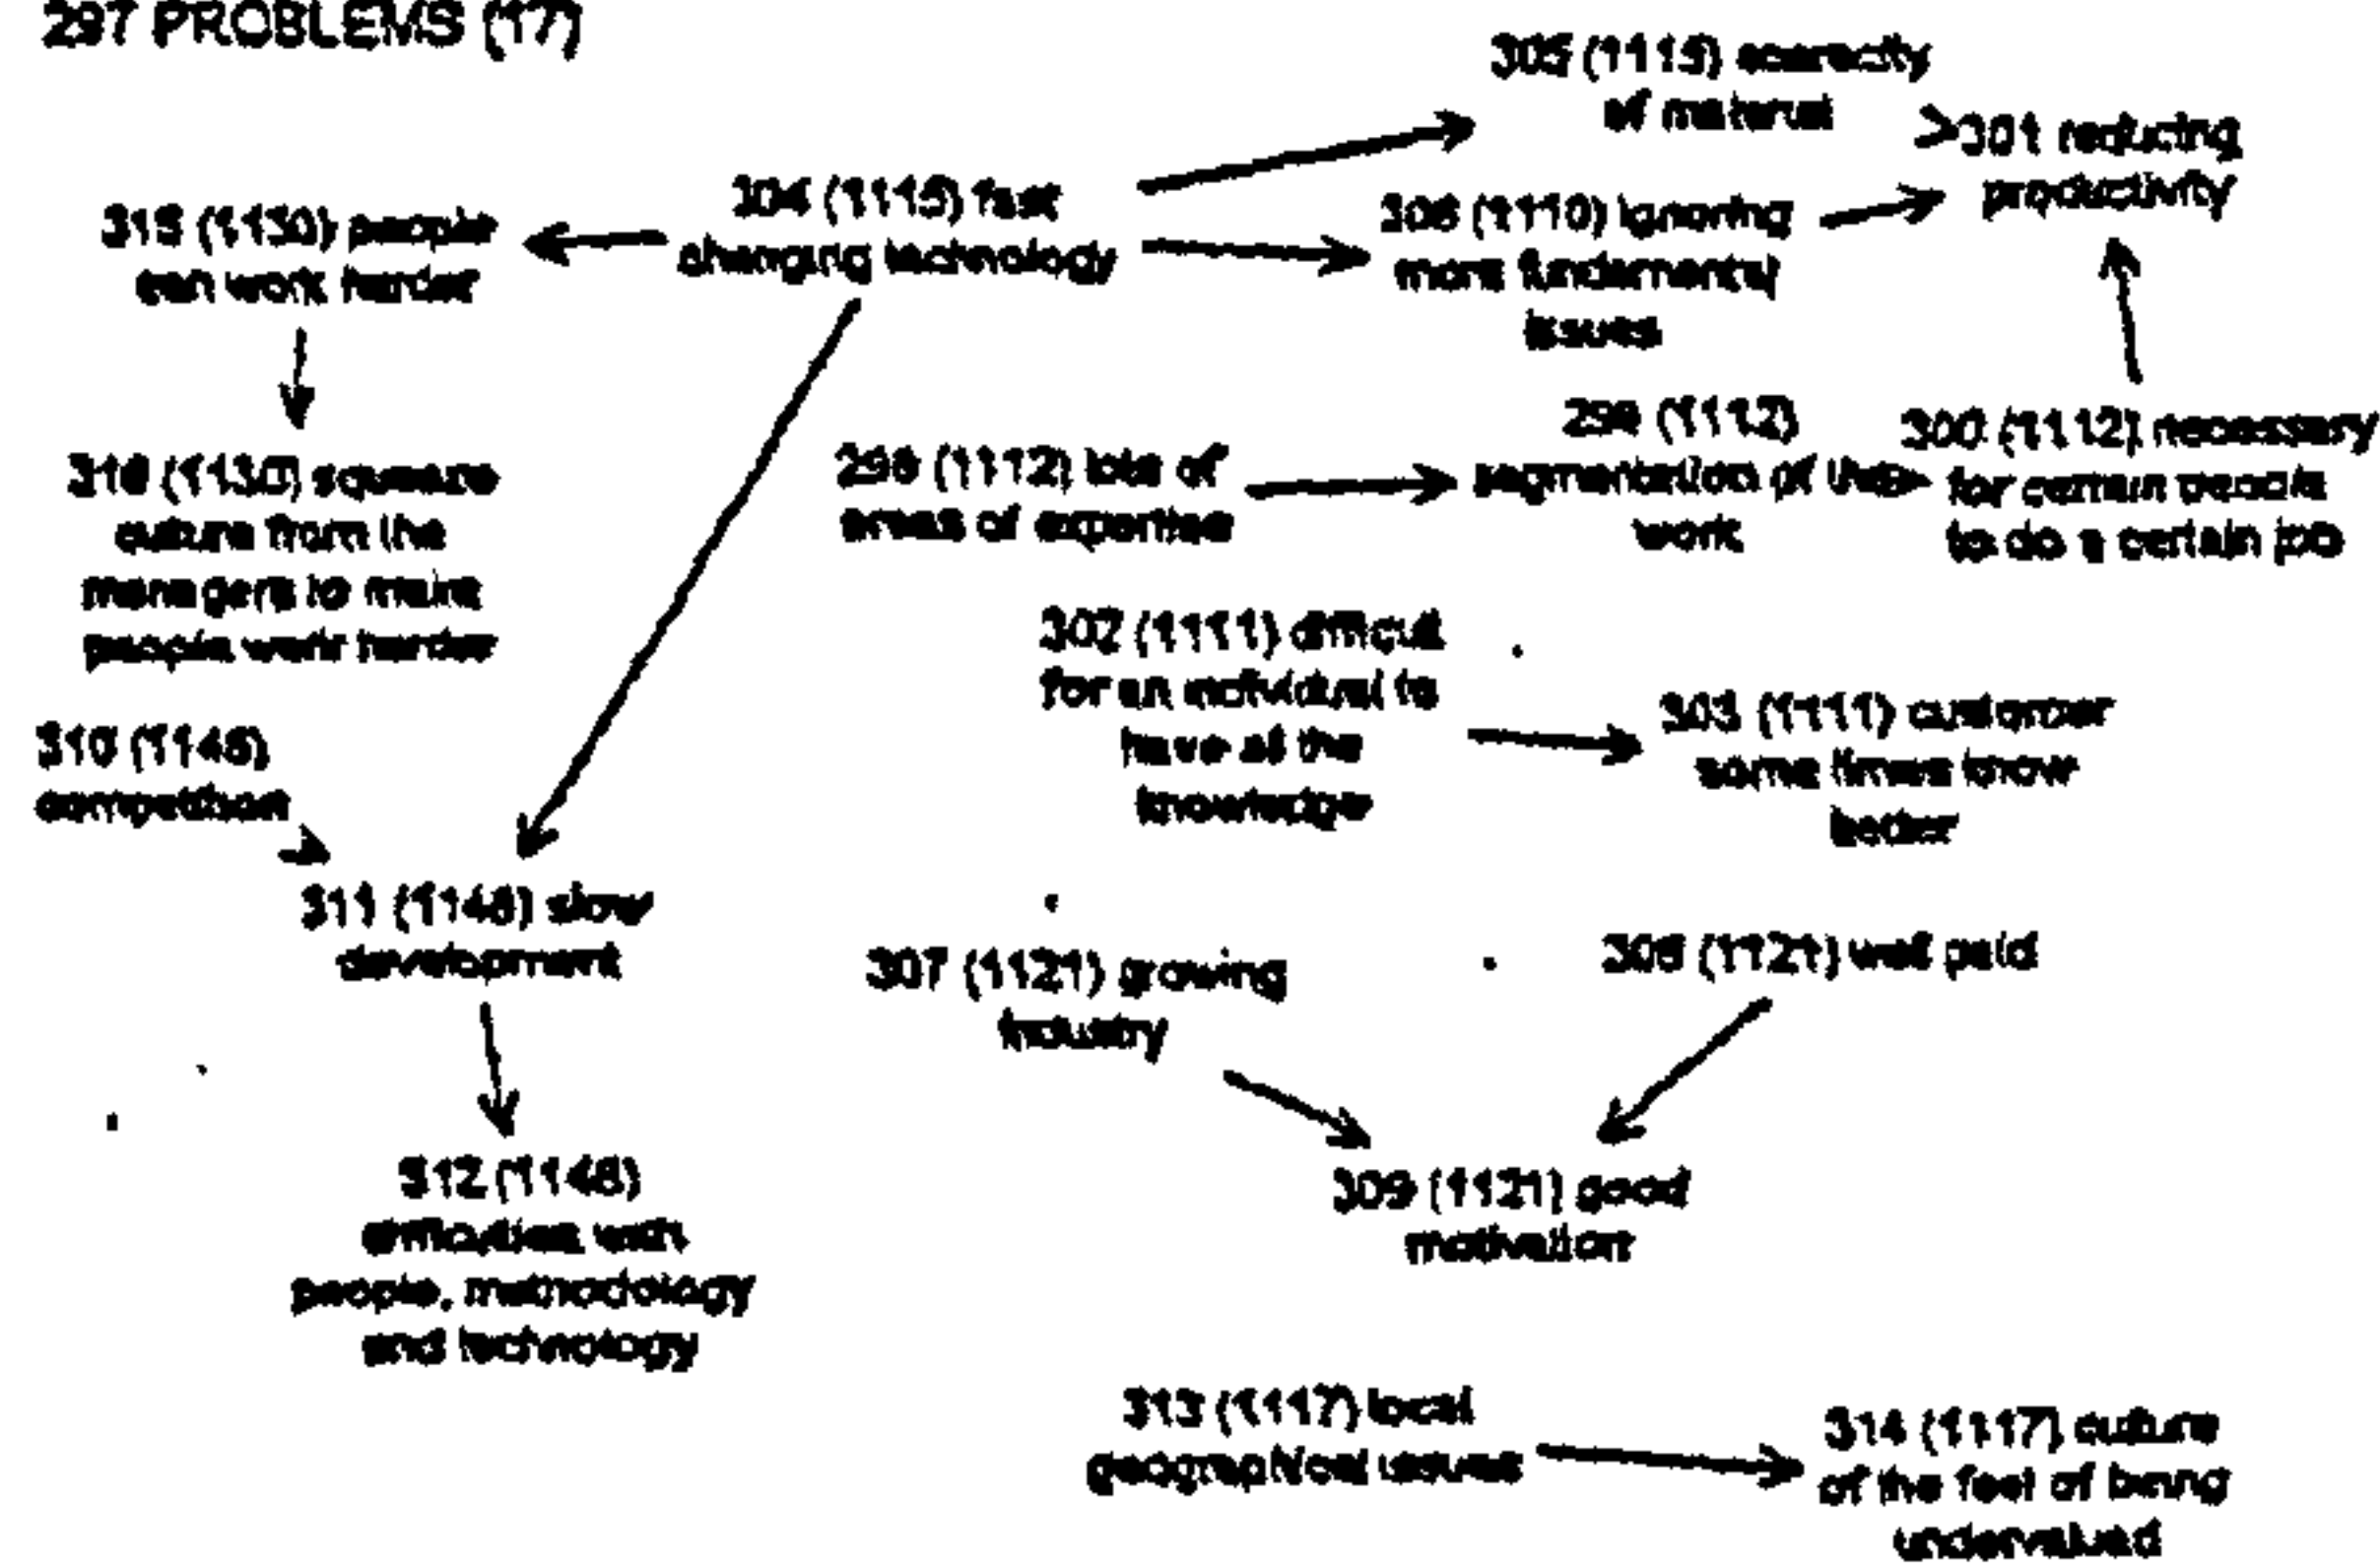 297 PROBLEMS (17)
305 (1115) scarecity
of material
301 reducing
productivity
304 (1115) fast
changing technology
306 (1110) ignoring
more fundamental
issues
315 (1130) people
can work harder
299 (1112)
segmentation of the
work
300 (1112) necessary
for certain people
to do a certain job
298 (1112) lots of
areas of expertise
316 (1130) squeeze
culture from the
managers to make
people work harder
302 (1111) difficult
for an individual to
have all the
knowledge
303 (1111) customer
some times know
better
310 (1146)
competition
311 (1146) slow
development
307 (1121) growing
industry
308 (1121) well paid
312 (1146)
with
people, methodology
and technology
309 (1121) good
motivation
313 (1117) local
geographical issues
314 (1117) culture
of the feel of being
undervalued